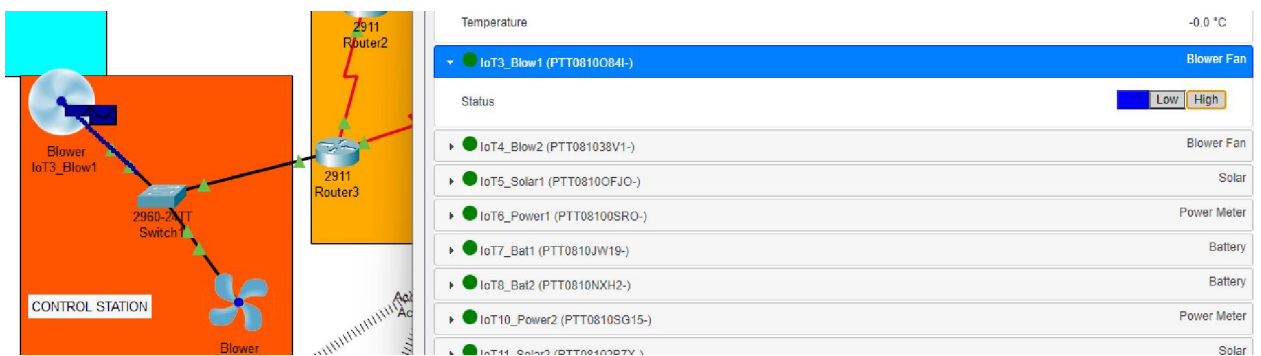 2911
Router2
Blower
IoT3_Blow1
2911
Router3
2960-24TT
Switch1
CONTROL STATION
Blower
Temperature
-0.0 °C
IoT3_Blow1 (PTT0810O84I-)
Blower Fan
Status
Low
High
IoT4_Blow2 (PTT081038V1-)
Blower Fan
IoT5_Solar1 (PTT0810OFJO-)
Solar
IoT6_Power1 (PTT08100SRO-)
Power Meter
IoT7_Bat1 (PTT0810JW19-)
Battery
IoT8_Bat2 (PTT0810NXH2-)
Battery
IoT10_Power2 (PTT0810SG15-)
Power Meter
IoT11_Solar2 (PTT08102B7X-)
Solar